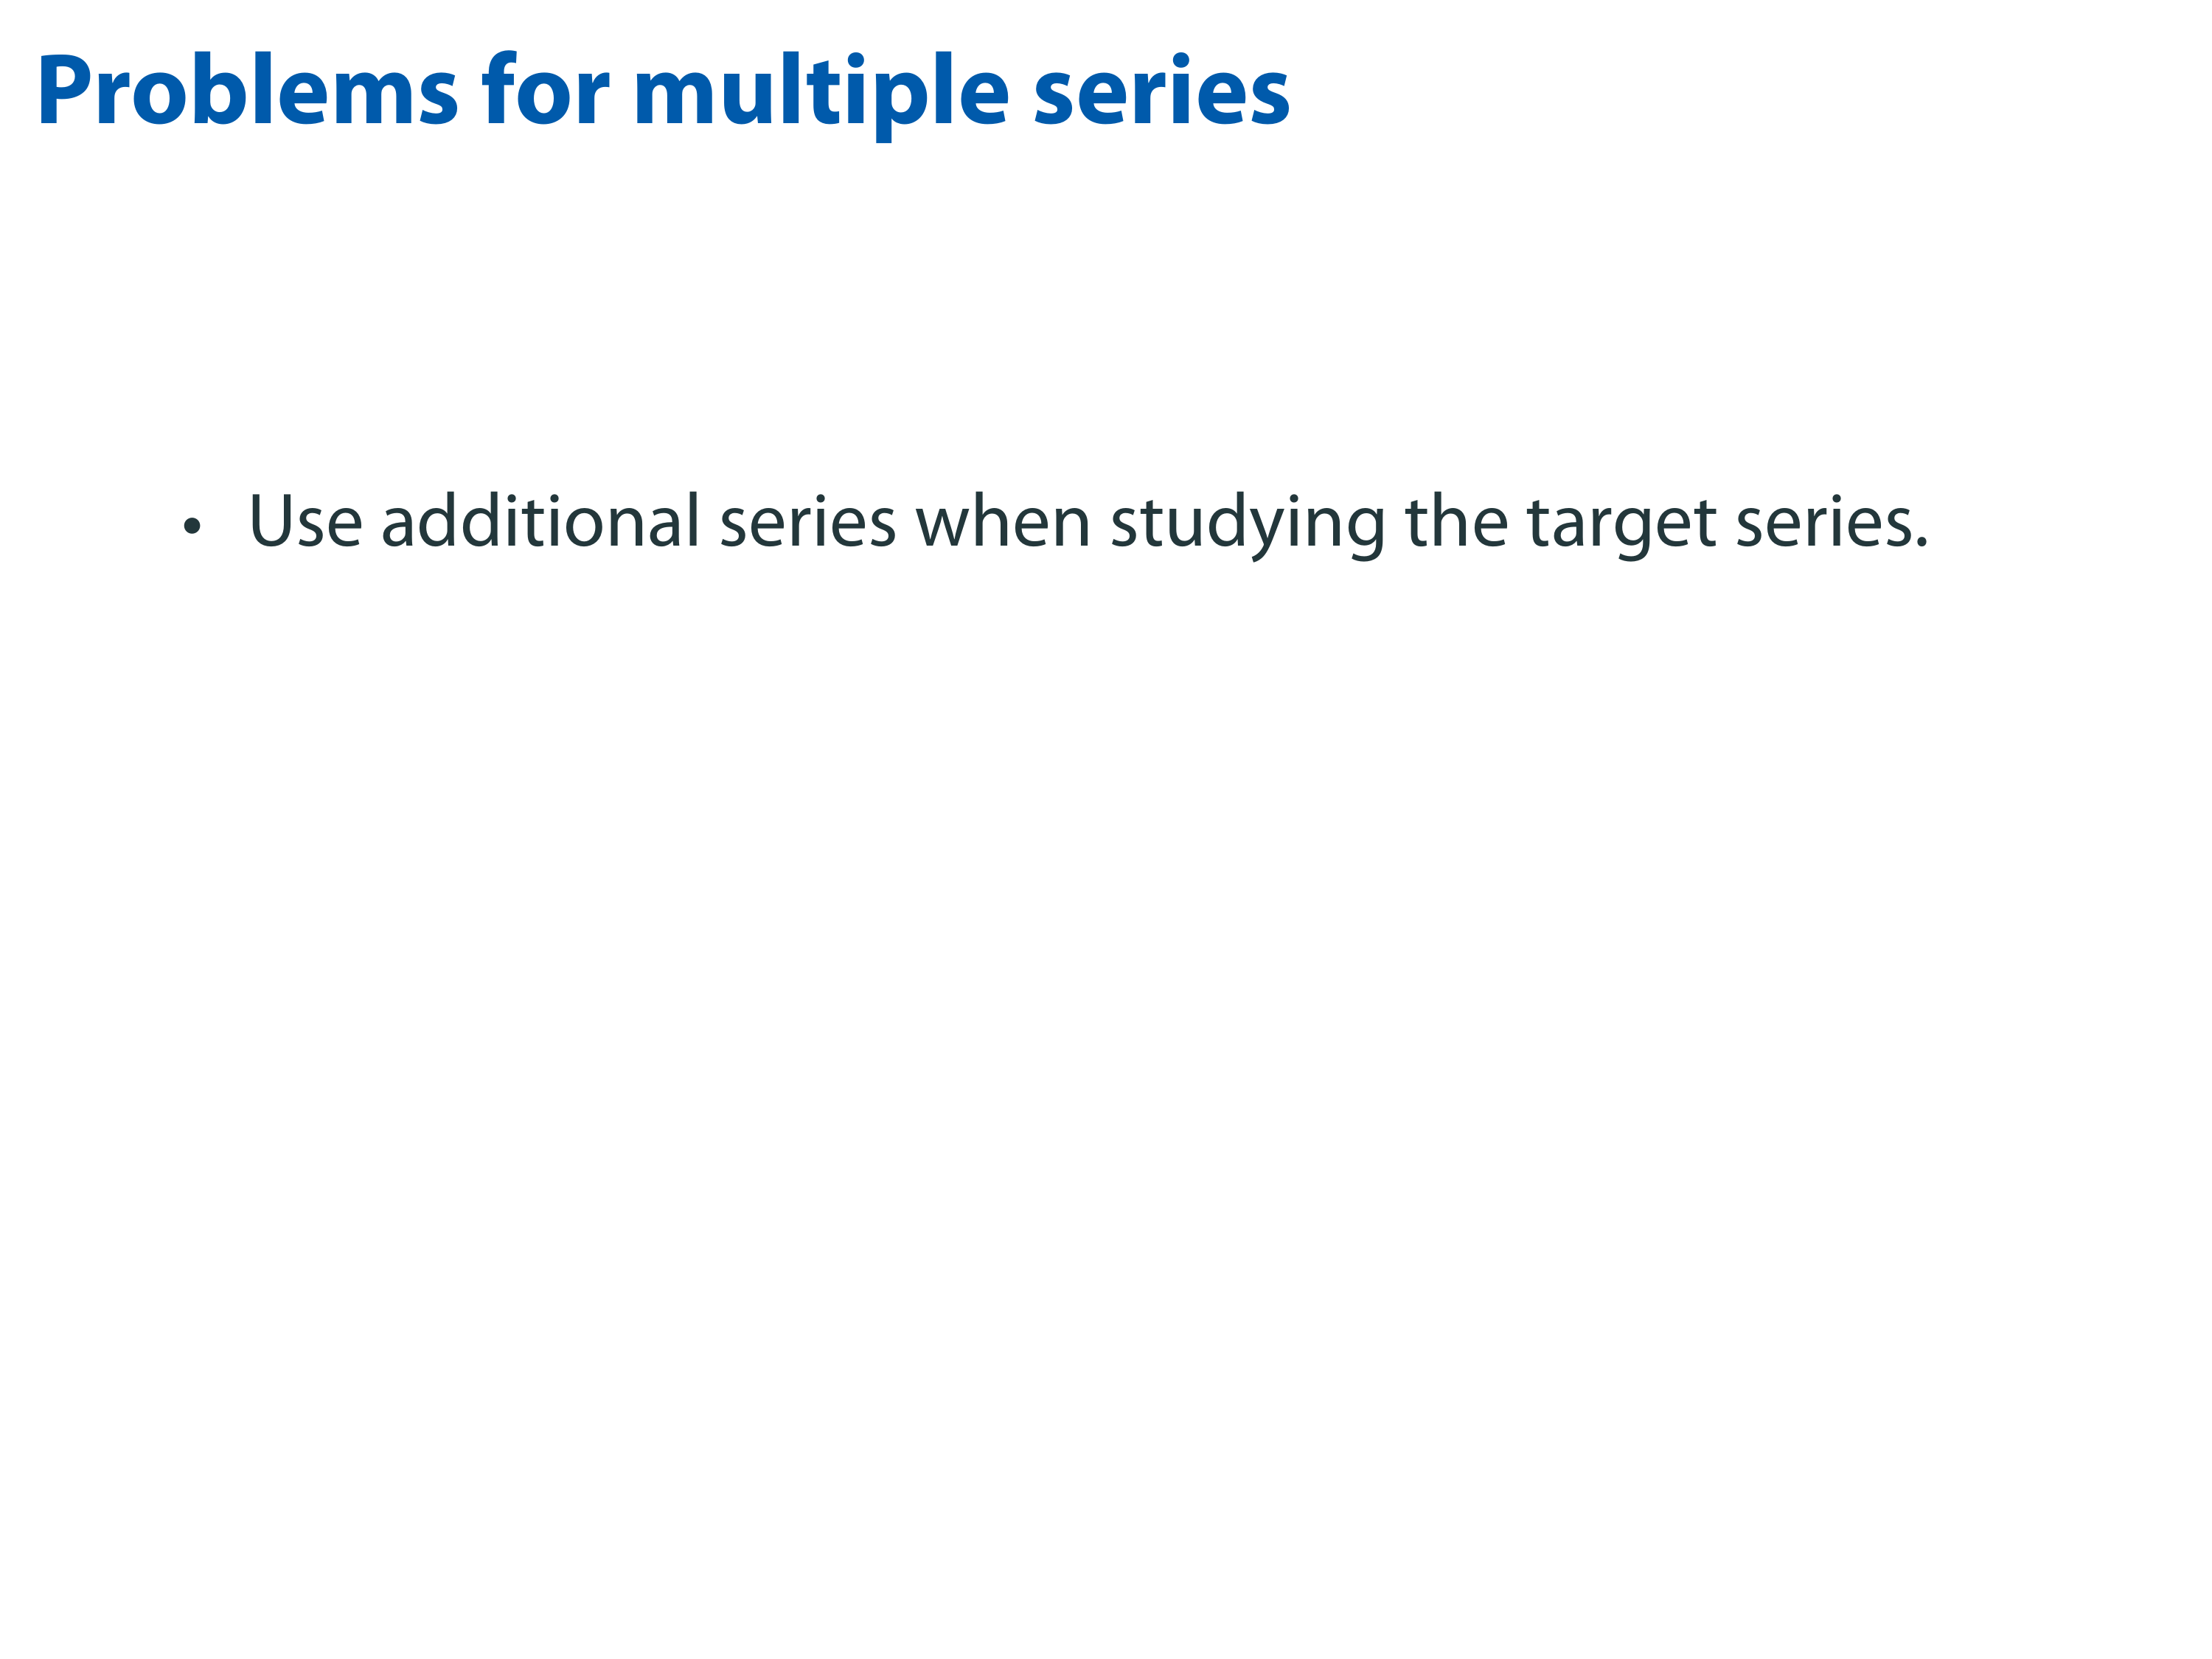 Problems for multiple series
• Use additional series when studying the target series.